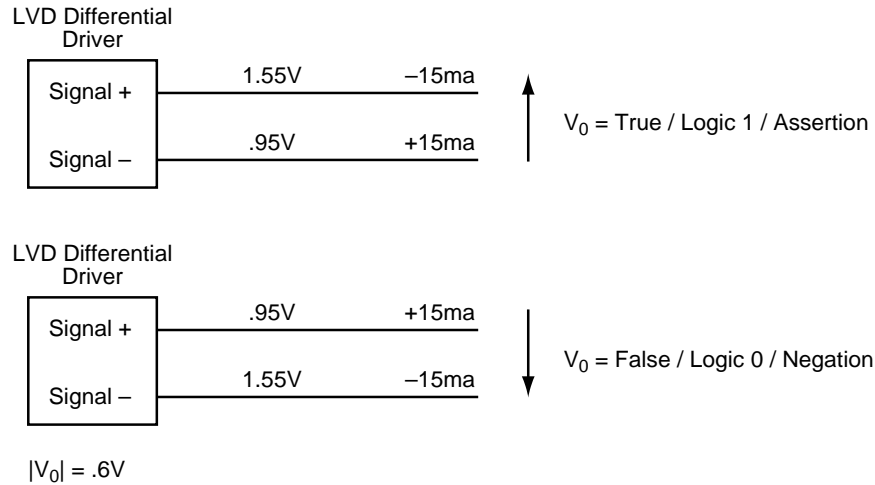 LVD Differential
Driver
Signal + 1.55V –15ma
V0 = True / Logic 1 / Assertion
Signal – .95V +15ma
LVD Differential
Driver
Signal + .95V +15ma
V0 = False / Logic 0 / Negation
Signal – 1.55V –15ma
|V0| = .6V